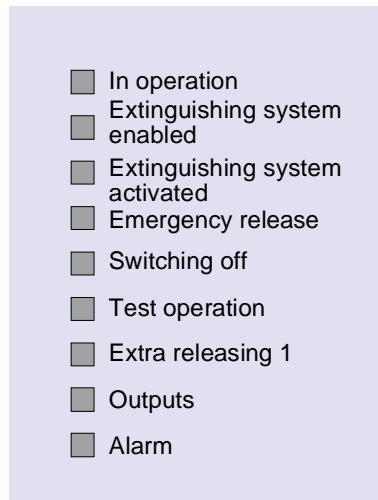 In operation
Extinguishing system
enabled
Extinguishing system
activated
Emergency release
Switching off
Test operation
Extra releasing 1
Outputs
Alarm